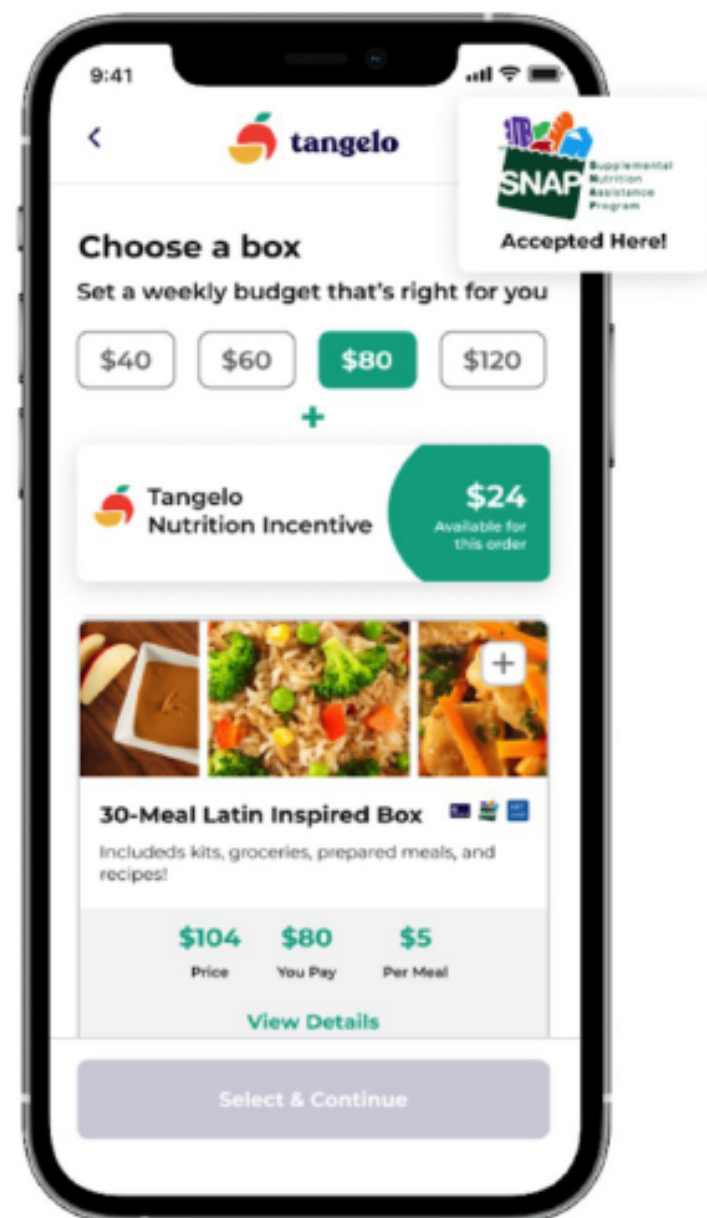 9:41
tangelo
SNAP
Supplemental
Nutrition
Assistance
Program
Accepted Here!
Choose a box
Set a weekly budget that's right for you
$40 $60 $80 $120
+
Tangelo
Nutrition Incentive
$24
Available for
this order
+
30-Meal Latin Inspired Box
Includeds kits, groceries, prepared meals, and
recipes!
$104 $80 $5
Price You Pay Per Meal
View Details
Select & Continue